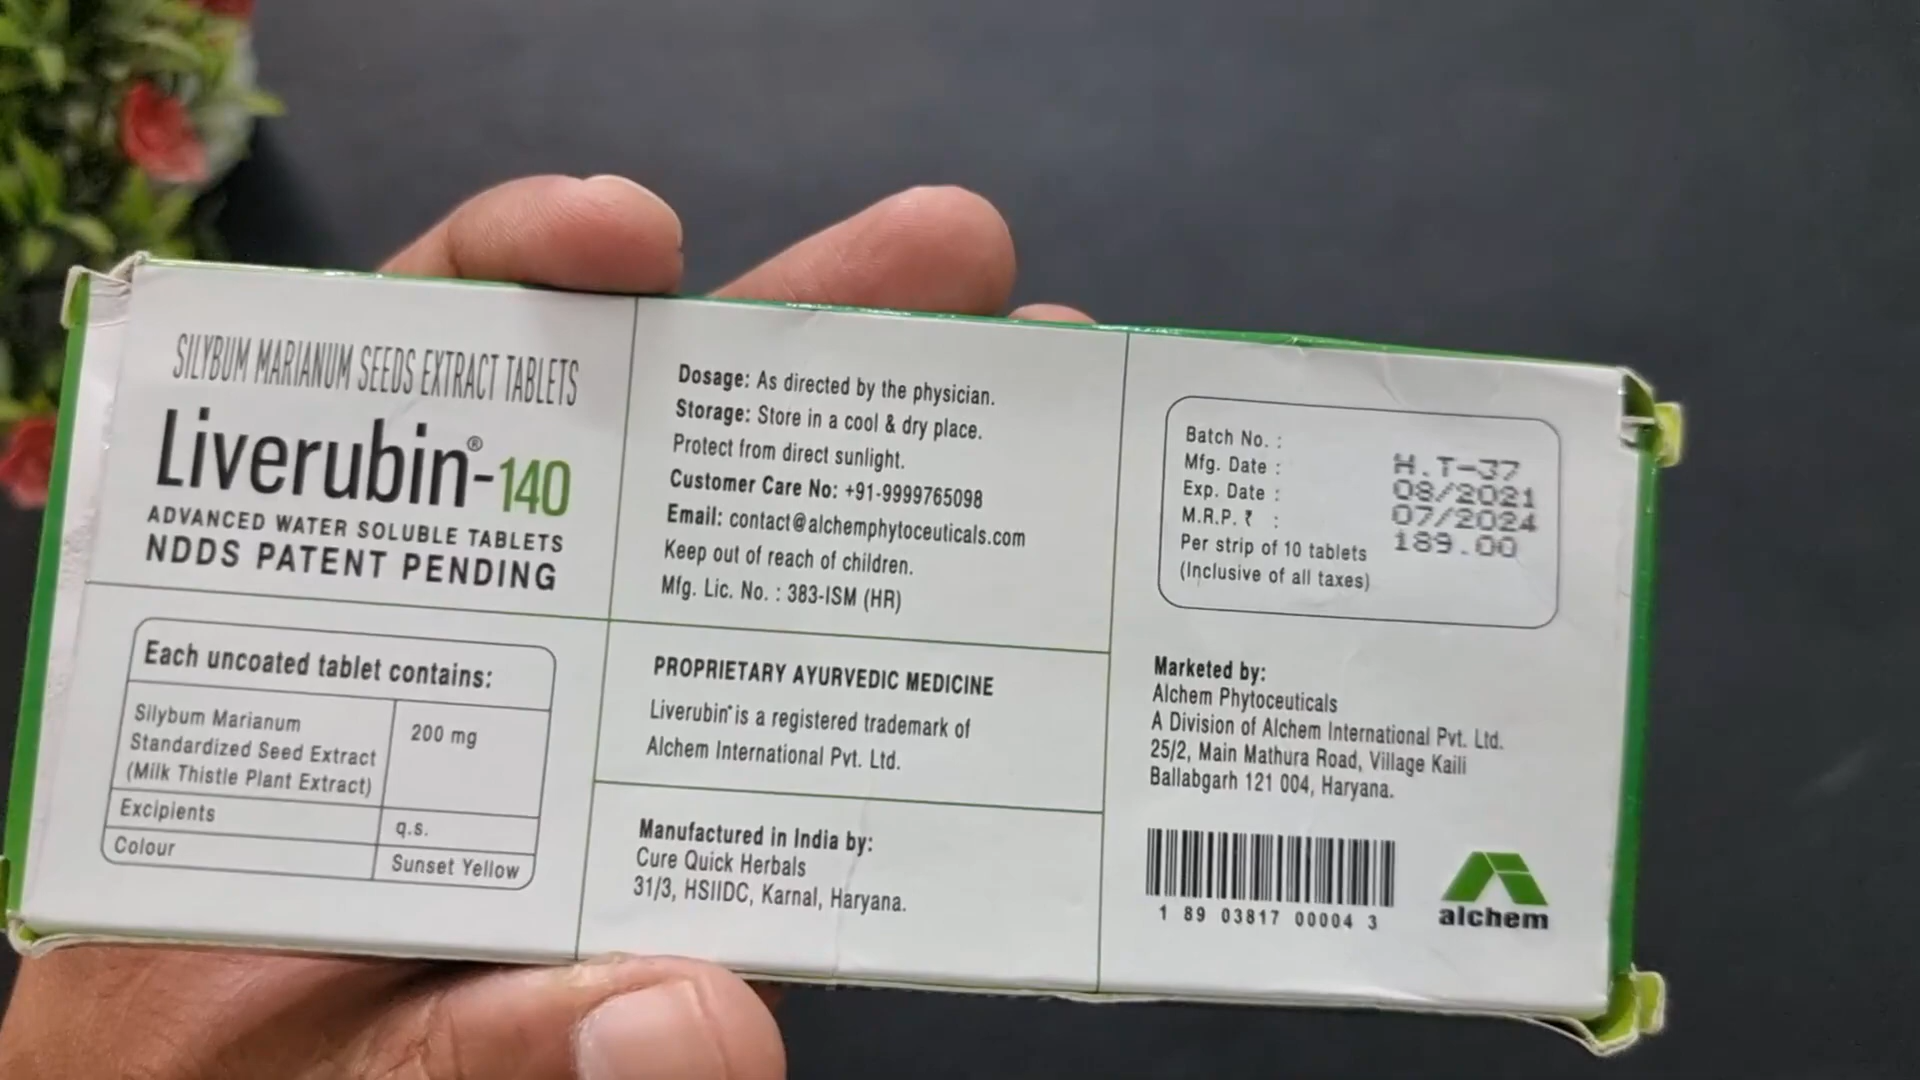 SILYBUM MARIANUM SEEDS EXTRACT TABLETS
Liverubin®-140
ADVANCED WATER SOLUBLE TABLETS
NDDS PATENT PENDING
Each uncoated tablet contains:
Silybum Marianum
Standardized Seed Extract
(Milk Thistle Plant Extract)
200 mg
Excipients
q.s.
Colour
Sunset Yellow
Dosage: As directed by the physician.
Storage: Store in a cool & dry place.
Protect from direct sunlight.
Customer Care No: +91-9999765098
Email: contact@alchemphytoceuticals.com
Keep out of reach of children.
Mfg. Lic. No. : 383-ISM (HR)
PROPRIETARY AYURVEDIC MEDICINE
Liverubin® is a registered trademark of
Alchem International Pvt. Ltd.
Manufactured in India by:
Cure Quick Herbals
31/3, HSIIDC, Karnal, Haryana.
Batch No. : H.T-37
Mfg. Date : 08/2021
Exp. Date : 07/2024
M.R.P. ₹ : 189.00
Per strip of 10 tablets
(Inclusive of all taxes)
Marketed by:
Alchem Phytoceuticals
A Division of Alchem International Pvt. Ltd.
25/2, Main Mathura Road, Village Kaili
Ballabgarh 121 004, Haryana.
1 89 03817 00004 3
alchem